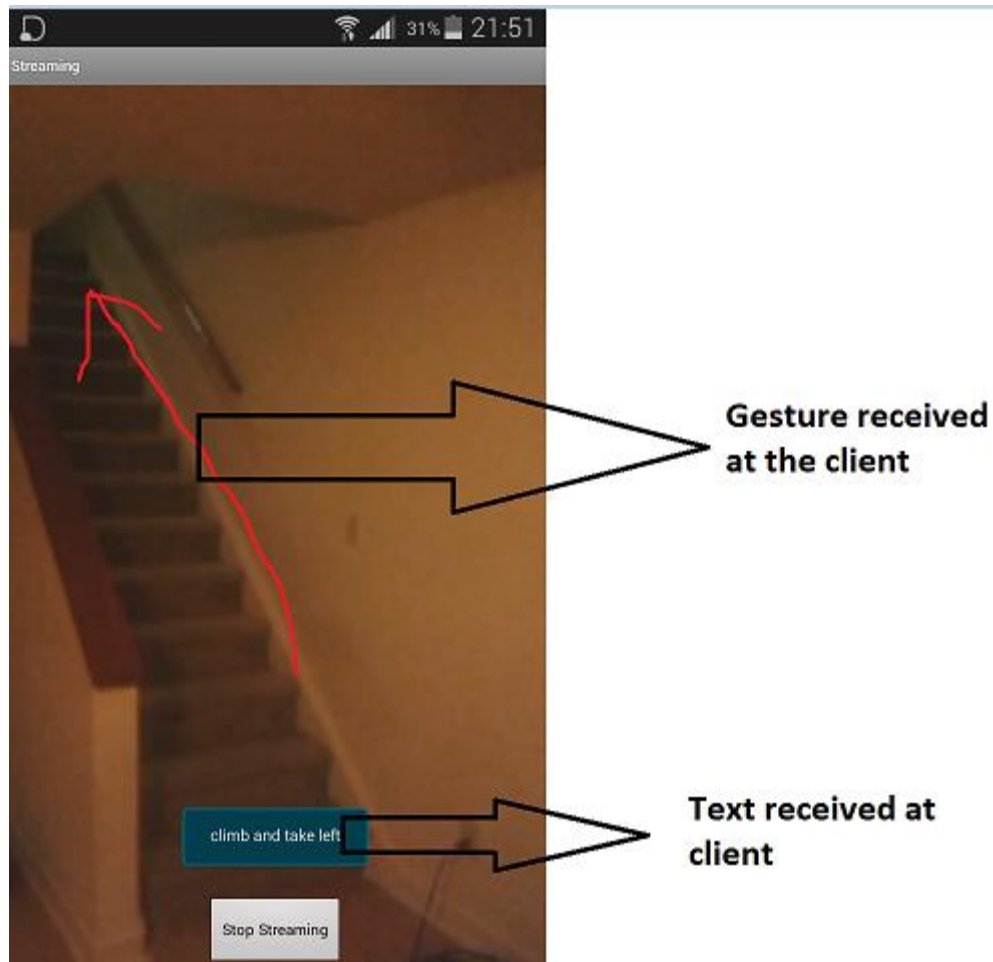 31% 21:51
Streaming
Gesture received
at the client
climb and take left
Text received at
client
Stop Streaming